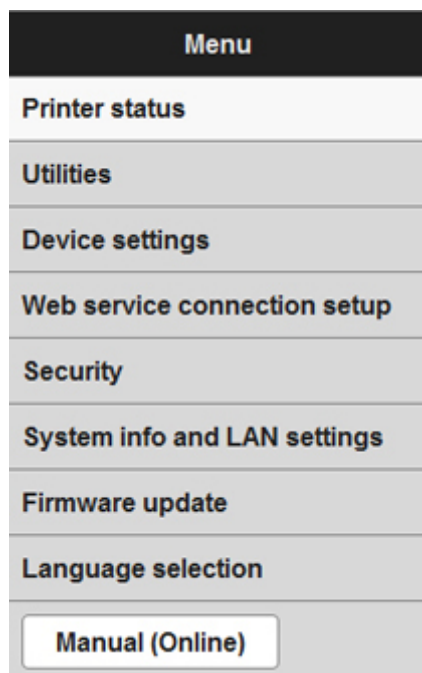 Menu
Printer status
Utilities
Device settings
Web service connection setup
Security
System info and LAN settings
Firmware update
Language selection
Manual (Online)